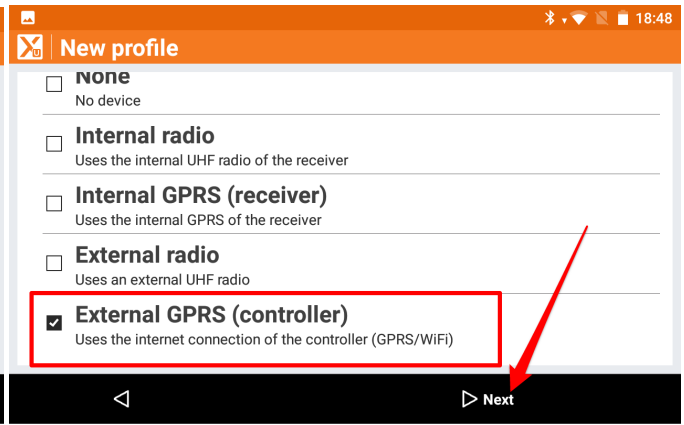 18:48
XU
New profile
None
No device
Internal radio
Uses the internal UHF radio of the receiver
Internal GPRS (receiver)
Uses the internal GPRS of the receiver
External radio
Uses an external UHF radio
External GPRS (controller)
Uses the internet connection of the controller (GPRS/WiFi)
Next